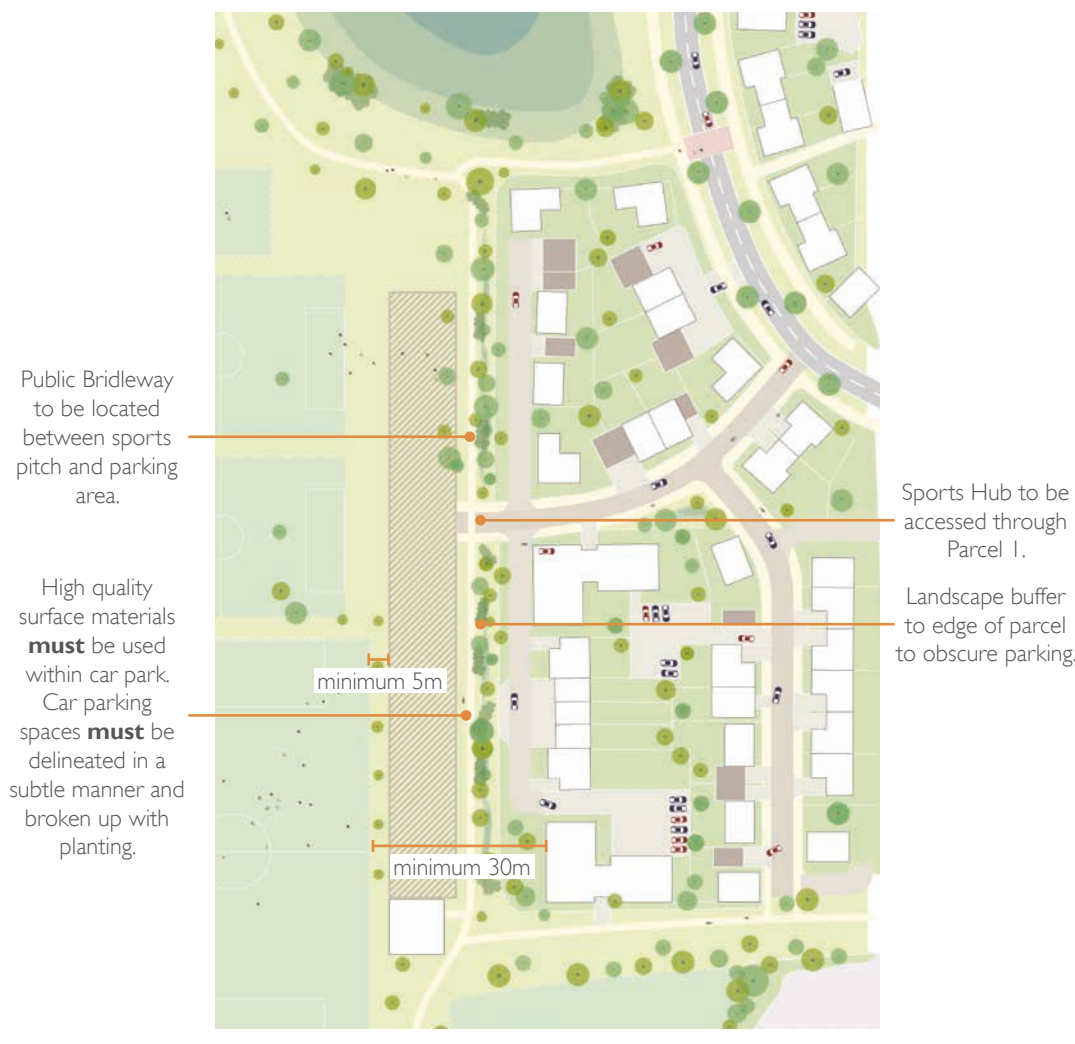 Public Bridleway
to be located
between sports
pitch and parking
area.
High quality
surface materials
must be used
within car park.
Car parking
spaces must be
delineated in a
subtle manner and
broken up with
planting.
minimum 5m
minimum 30m
Sports Hub to be
accessed through
Parcel 1.
Landscape buffer
to edge of parcel
to obscure parking.